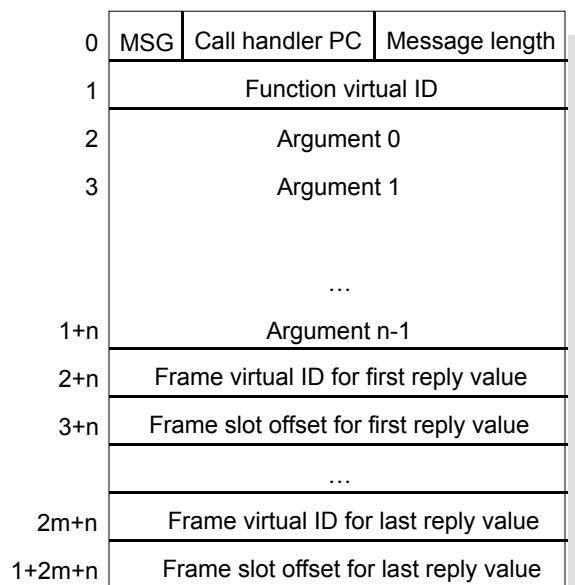 0 MSG Call handler PC Message length
1 Function virtual ID
2 Argument 0
3 Argument 1
…
1+n Argument n-1
2+n Frame virtual ID for first reply value
3+n Frame slot offset for first reply value
…
2m+n Frame virtual ID for last reply value
1+2m+n Frame slot offset for last reply value